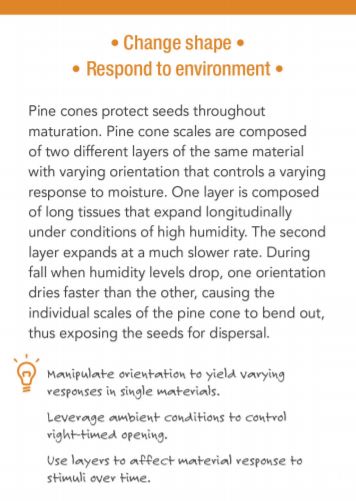 • Change shape •
• Respond to environment •
Pine cones protect seeds throughout
maturation. Pine cone scales are composed
of two different layers of the same material
with varying orientation that controls a varying
response to moisture. One layer is composed
of long tissues that expand longitudinally
under conditions of high humidity. The second
layer expands at a much slower rate. During
fall when humidity levels drop, one orientation
dries faster than the other, causing the
individual scales of the pine cone to bend out,
thus exposing the seeds for dispersal.
Manipulate orientation to yield varying
responses in single materials.
Leverage ambient conditions to control
right-timed opening.
Use layers to affect material response to
stimuli over time.